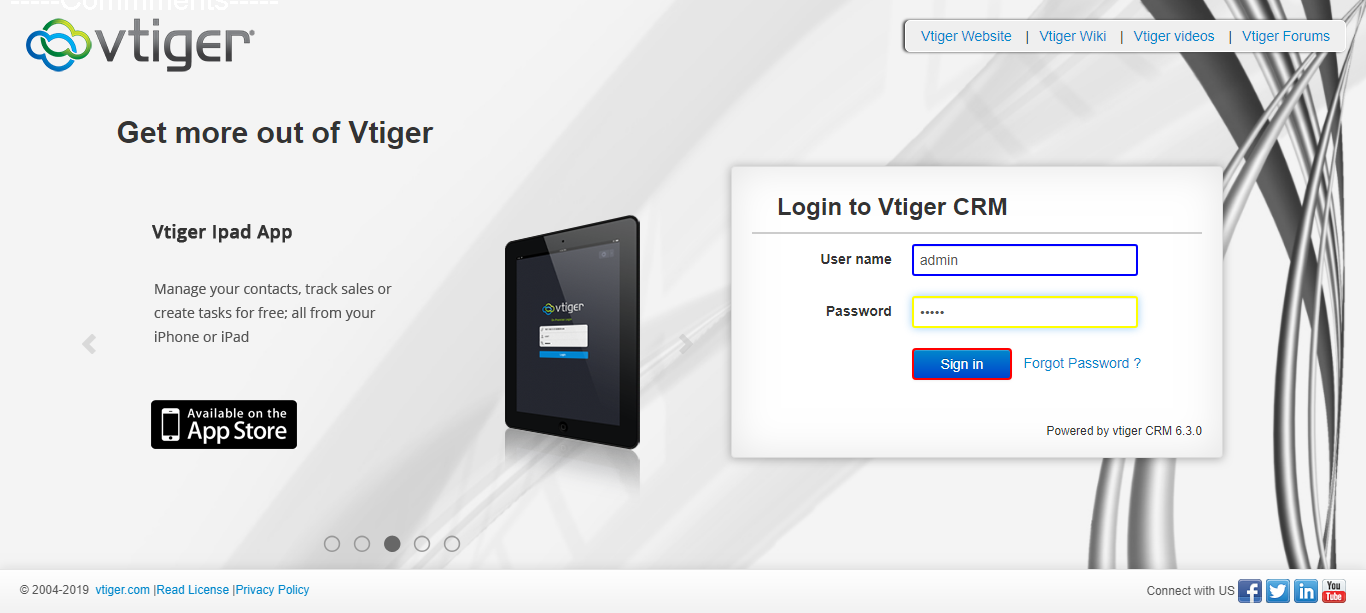 -----Commments-----
vtiger
Vtiger Website | Vtiger Wiki | Vtiger videos | Vtiger Forums
Get more out of Vtiger
Vtiger Ipad App
Manage your contacts, track sales or
create tasks for free; all from your
iPhone or iPad
Available on the
App Store
vtiger
Login to Vtiger CRM
User name admin
Password •••••
Sign in Forgot Password ?
Powered by vtiger CRM 6.3.0
© 2004-2019 vtiger.com |Read License |Privacy Policy
Connect with US
You
Tube